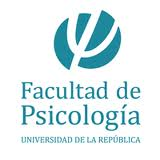 Facultad de
Psicología
UNIVERSIDAD DE LA REPÚBLICA